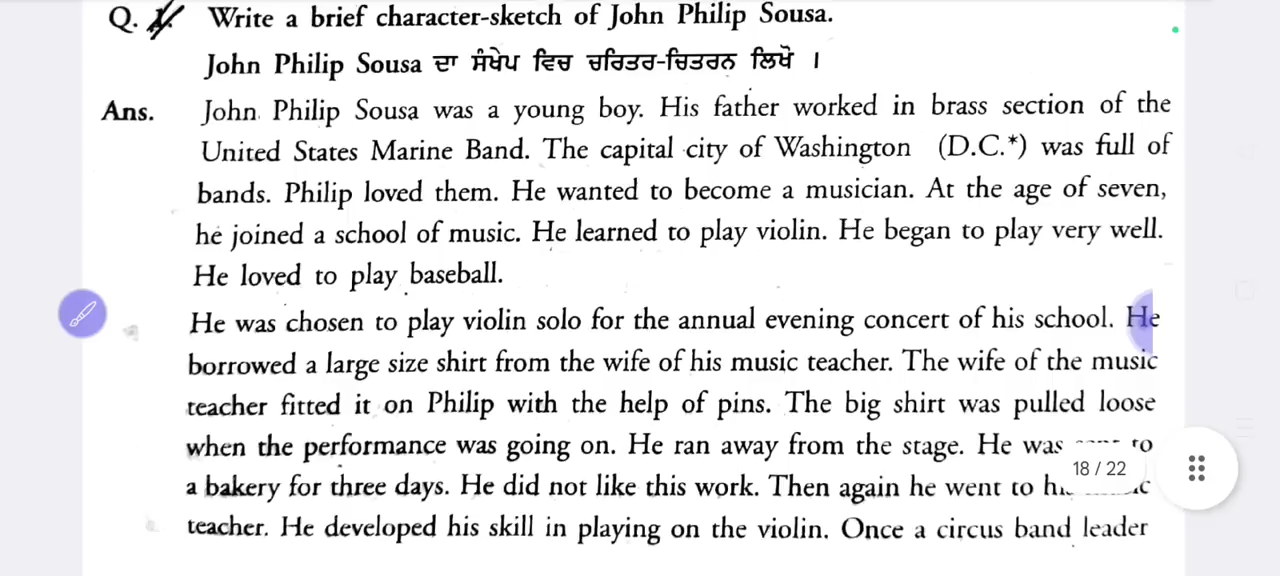 Q. 1. Write a brief character-sketch of John Philip Sousa.
John Philip Sousa ਦਾ ਸੰਖੇਪ ਵਿਚ ਚਰਿਤਰ-ਚਿਤਰਨ ਲਿਖੋ ।
Ans. John Philip Sousa was a young boy. His father worked in brass section of the
United States Marine Band. The capital city of Washington (D.C.*) was full of
bands. Philip loved them. He wanted to become a musician. At the age of seven,
he joined a school of music. He learned to play violin. He began to play very well.
He loved to play baseball.
He was chosen to play violin solo for the annual evening concert of his school. He
borrowed a large size shirt from the wife of his music teacher. The wife of the music
teacher fitted it on Philip with the help of pins. The big shirt was pulled loose
when the performance was going on. He ran away from the stage. He was to
18 / 22
a bakery for three days. He did not like this work. Then again he went to
teacher. He developed his skill in playing on the violin. Once a circus band leader